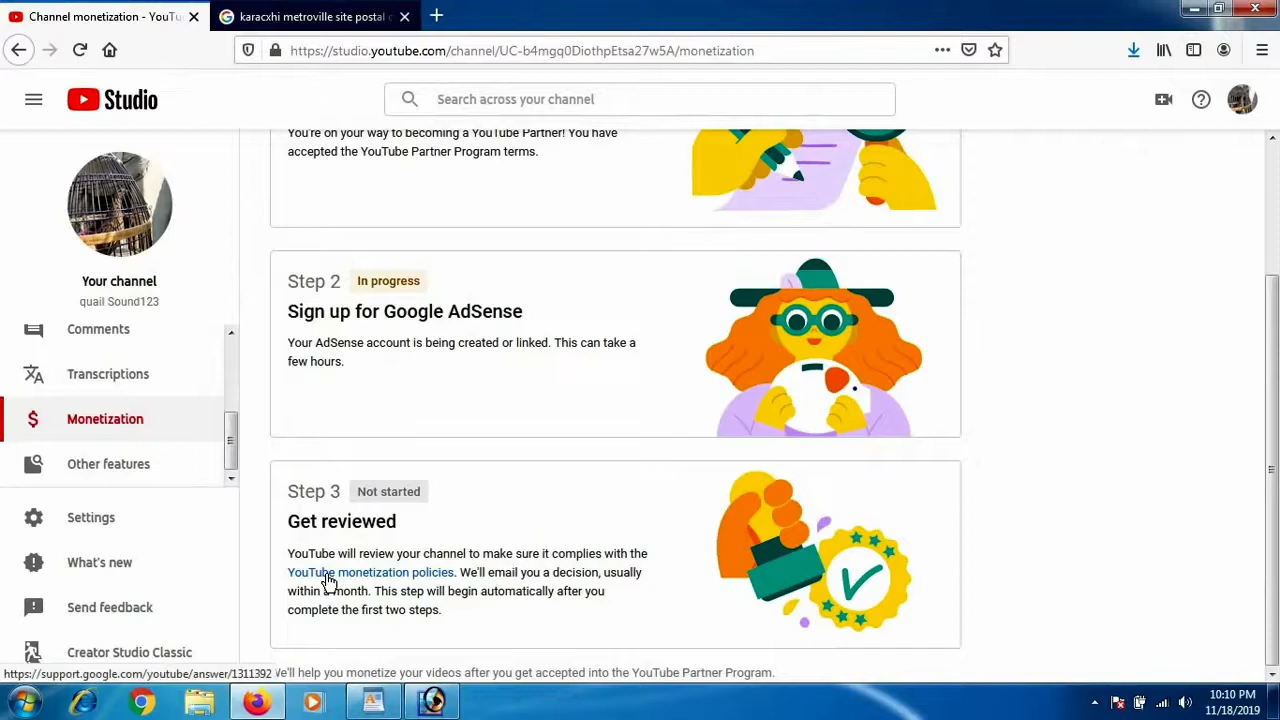 Channel monetization - YouTu
karacxhi metroville site postal c
https://studio.youtube.com/channel/UC-b4mgq0DiothpEtsa27w5A/monetization
Studio
Search across your channel
You're on your way to becoming a YouTube Partner! You have
accepted the YouTube Partner Program terms.
Your channel
quail Sound123
Comments
Transcriptions
Monetization
Other features
Settings
What's new
Send feedback
Creator Studio Classic
Step 2 In progress
Sign up for Google AdSense
Your AdSense account is being created or linked. This can take a
few hours.
Step 3 Not started
Get reviewed
YouTube will review your channel to make sure it complies with the
YouTube monetization policies. We'll email you a decision, usually
within a month. This step will begin automatically after you
complete the first two steps.
https://support.google.com/youtube/answer/1311392
We'll help you monetize your videos after you get accepted into the YouTube Partner Program.
10:10 PM
11/18/2019